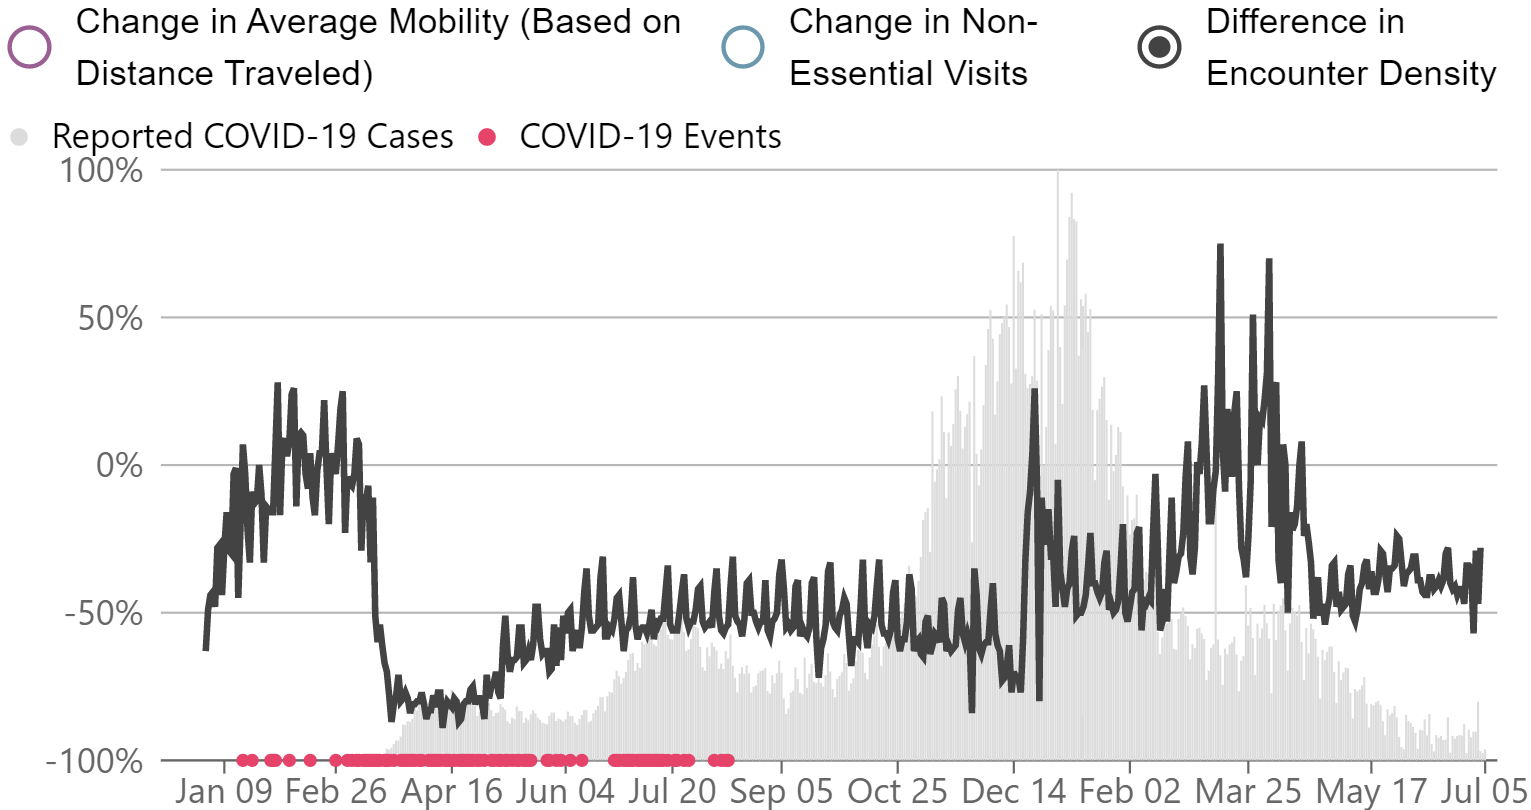 Change in Average Mobility (Based on
Distance Traveled)
Change in Non-
Essential Visits
Difference in
Encounter Density
Reported COVID-19 Cases
COVID-19 Events
100%
50%
0%
-50%
-100%
Jan 09 Feb 26 Apr 16 Jun 04 Jul 20 Sep 05 Oct 25 Dec 14 Feb 02 Mar 25 May 17 Jul 05